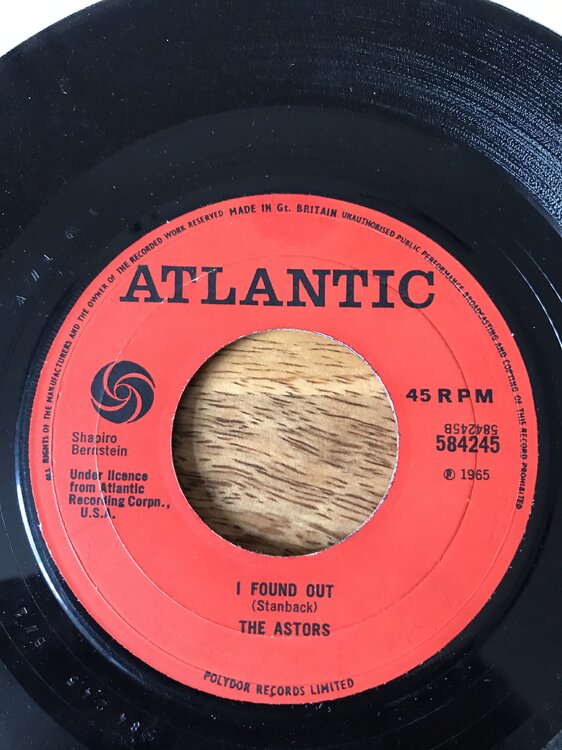 ALL RIGHTS OF THE MANUFACTURERS AND THE OWNER OF THE RECORDED WORK RESERVED MADE IN Gt. BRITAIN UNAUTHORISED PUBLIC PERFORMANCE BROADCASTING AND COPYING OF THIS RECORD PROHIBITED
ATLANTIC
45 RPM
584245B
584245
℗ 1965
Shapiro
Bernstein
Under licence
from Atlantic
Recording Corpn.,
U.S.A.
I FOUND OUT
(Stanback)
THE ASTORS
POLYDOR RECORDS LIMITED